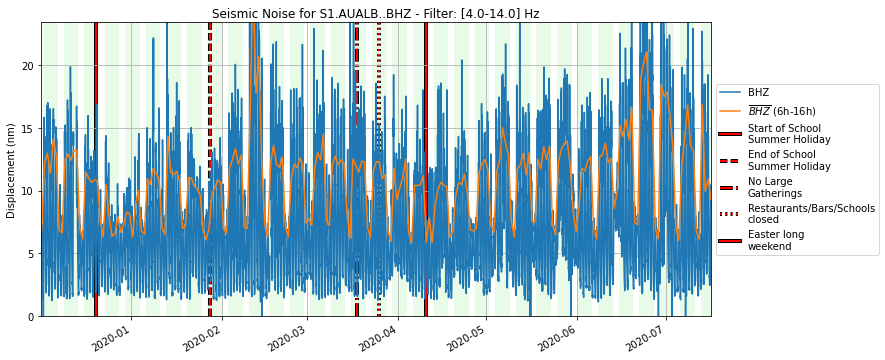 Seismic Noise for S1.AUALB..BHZ - Filter: [4.0-14.0] Hz
Displacement (nm)
20
15
10
5
0
2020-01
2020-02
2020-03
2020-04
2020-05
2020-06
2020-07
BHZ
BHZ (6h-16h)
Start of School
Summer Holiday
End of School
Summer Holiday
No Large
Gatherings
Restaurants/Bars/Schools
closed
Easter long
weekend